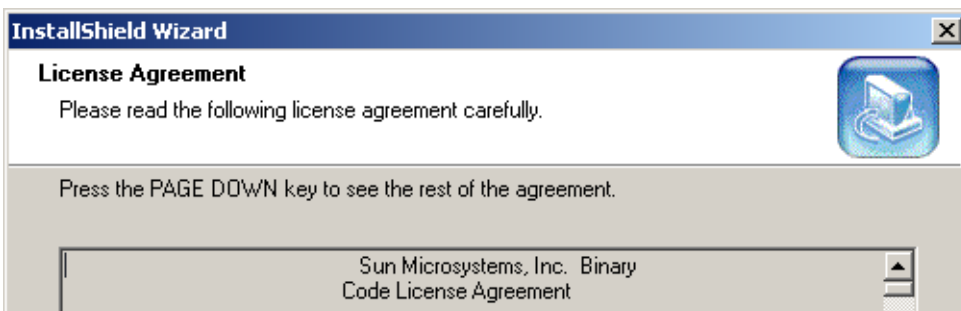 InstallShield Wizard
License Agreement
Please read the following license agreement carefully.
Press the PAGE DOWN key to see the rest of the agreement.
Sun Microsystems, Inc. Binary
Code License Agreement